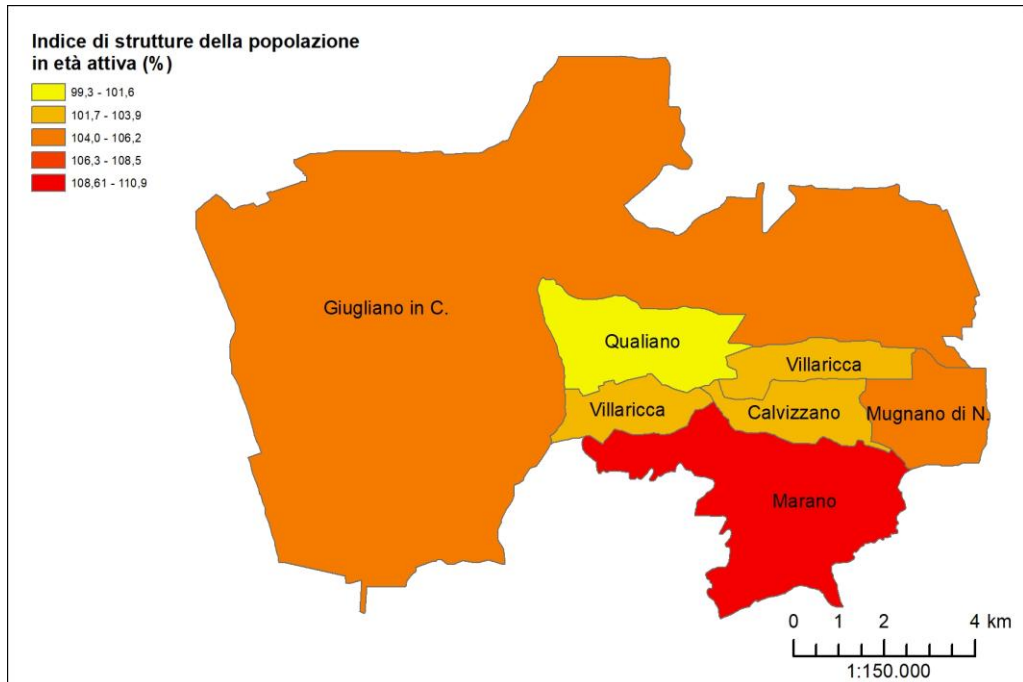 Indice di strutture della popolazione
in età attiva (%)
99,3 - 101,6
101,7 - 103,9
104,0 - 106,2
106,3 - 108,5
108,61 - 110,9
Giugliano in C.
Qualiano
Villaricca
Villaricca
Calvizzano
Mugnano di N.
Marano
0 1 2 4 km
1:150.000